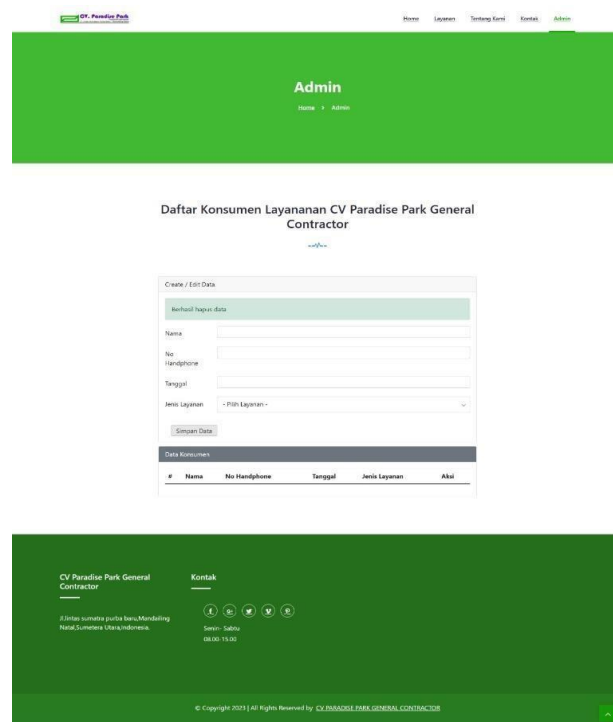 CV. Paradise Park
Home Layanan Tentang Kami Kontak Admin
Admin
Home Admin
Daftar Konsumen Layananan CV Paradise Park General
Contractor
Create / Edit Data
Berhasil hapus data
Nama
No
Handphone
Tanggal
Jenis Layanan - Pilih Layanan -
Simpan Data
Data Konsumen
# Nama No Handphone Tanggal Jenis Layanan Aksi
CV Paradise Park General
Contractor
Jl.lintas sumatra purba baru,Mandailing
Natal,Sumetera Utara,Indonesia.
Kontak
Senin- Sabtu
08.00-15.00
© Copyright 2023 | All Rights Reserved by CV PARADISE PARK GENERAL CONTRACTOR